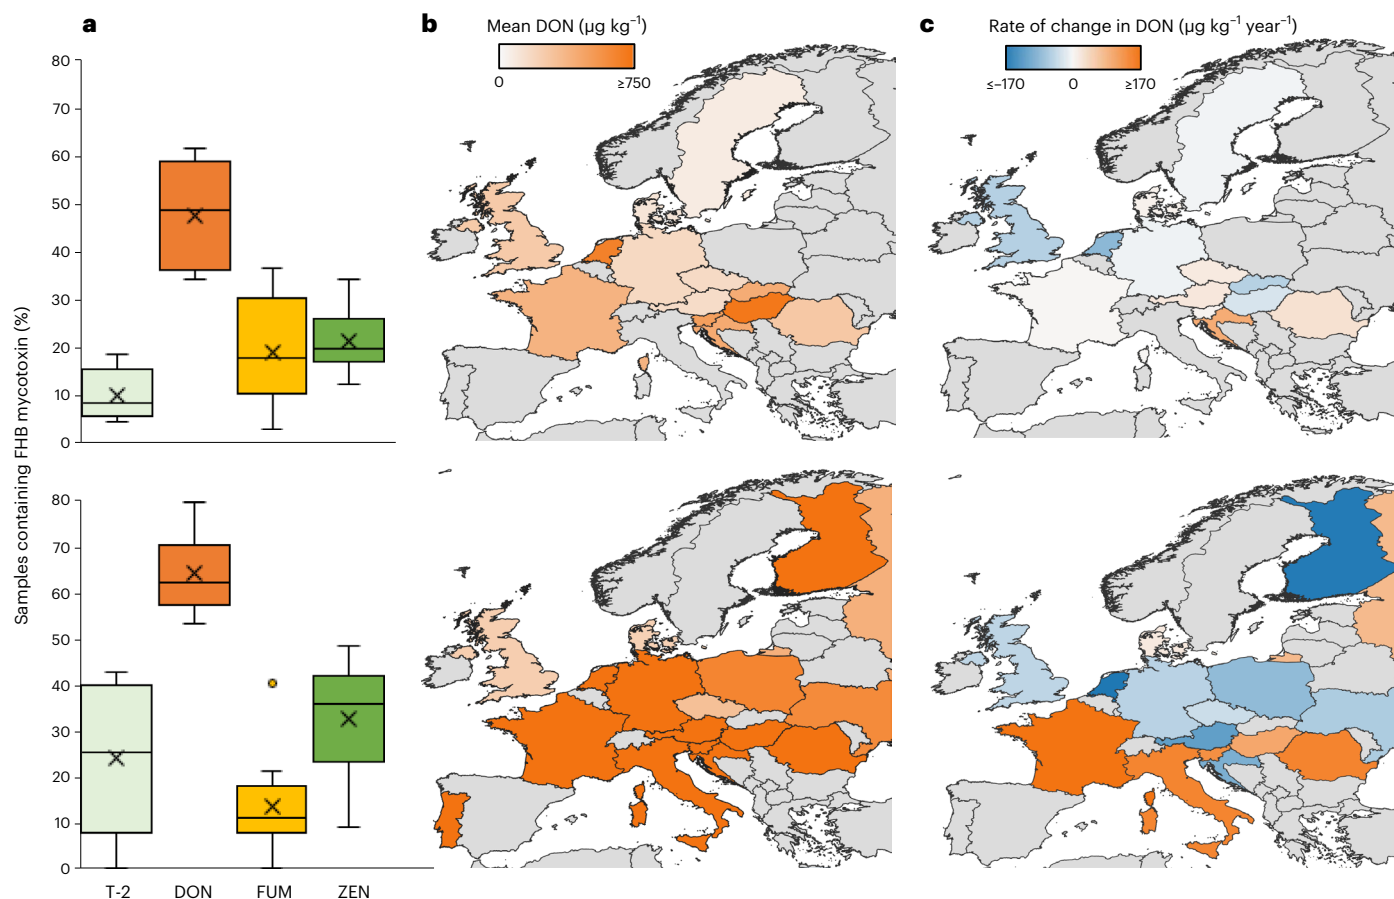 a
b
c
Mean DON (µg kg⁻¹)
0
≥750
Rate of change in DON (µg kg⁻¹ year⁻¹)
≤–170
0
≥170
Samples containing FHB mycotoxin (%)
80
70
60
50
40
30
20
10
0
80
70
60
50
40
30
20
10
0
T-2
DON
FUM
ZEN